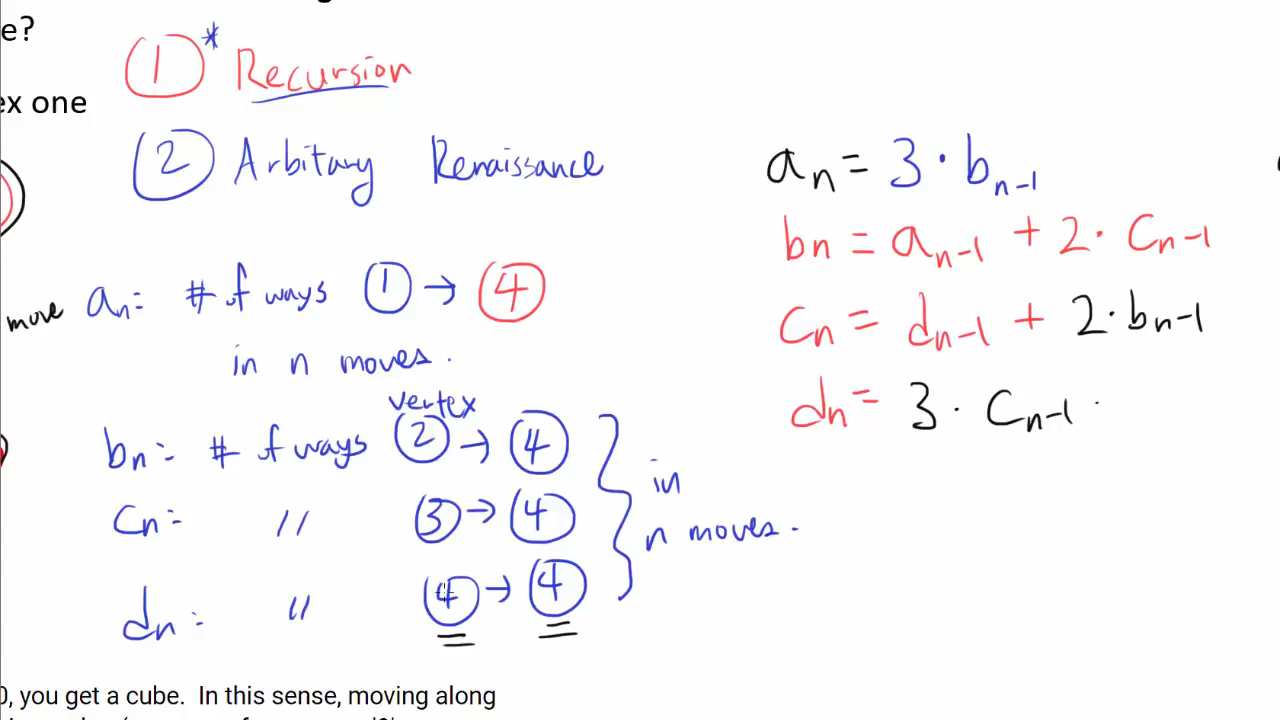 e?
① * Recursion
ex one
② Arbitary Renaissance
aₙ = 3 · bₙ₋₁
bₙ = aₙ₋₁ + 2 · cₙ₋₁
move aₙ = # of ways ① → ④
cₙ = dₙ₋₁ + 2 · bₙ₋₁
in n moves.
dₙ = 3 · cₙ₋₁ ·
vertex
bₙ = # of ways ② → ④
cₙ = // ③ → ④
in
n moves.
dₙ = // ④ → ④
0, you get a cube. In this sense, moving along